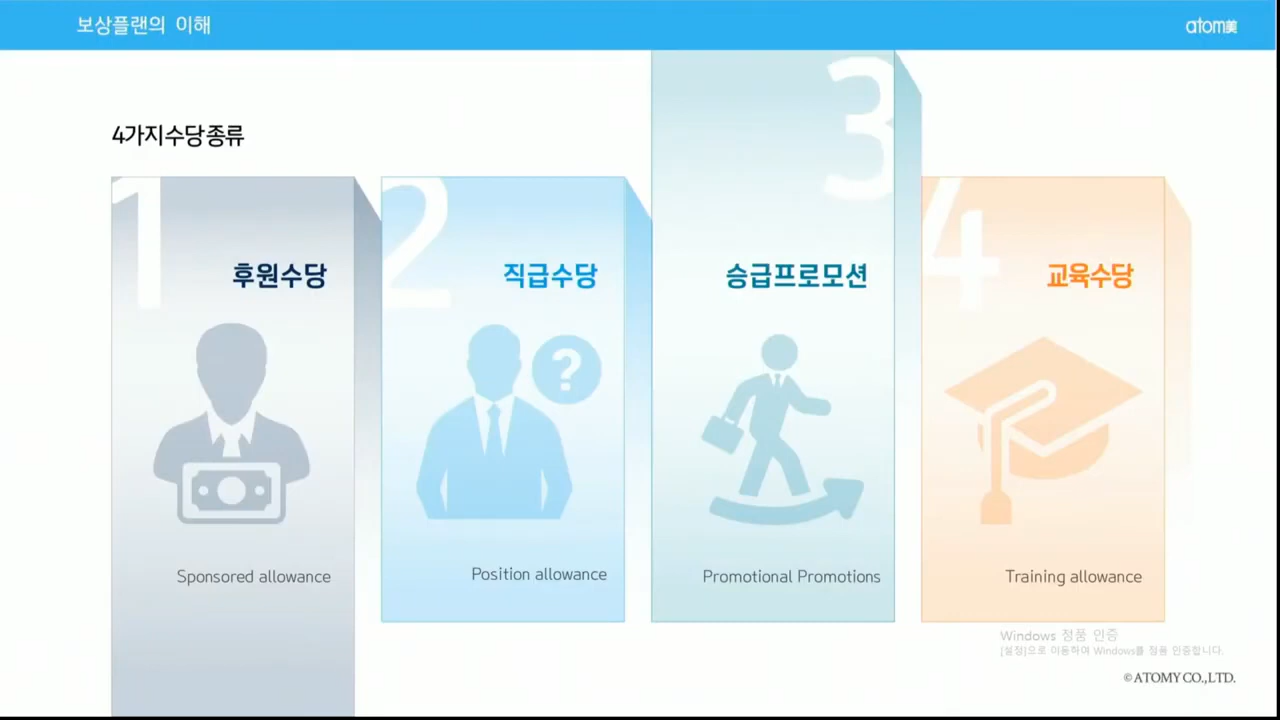 보상플랜의 이해
atom美
4가지수당종류
1
후원수당
Sponsored allowance
2
직급수당
?
Position allowance
3
승급프로모션
Promotional Promotions
4
교육수당
Training allowance
Windows 정품 인증
[설정]으로 이동하여 Windows를 정품 인증합니다.
© ATOMY CO.,LTD.